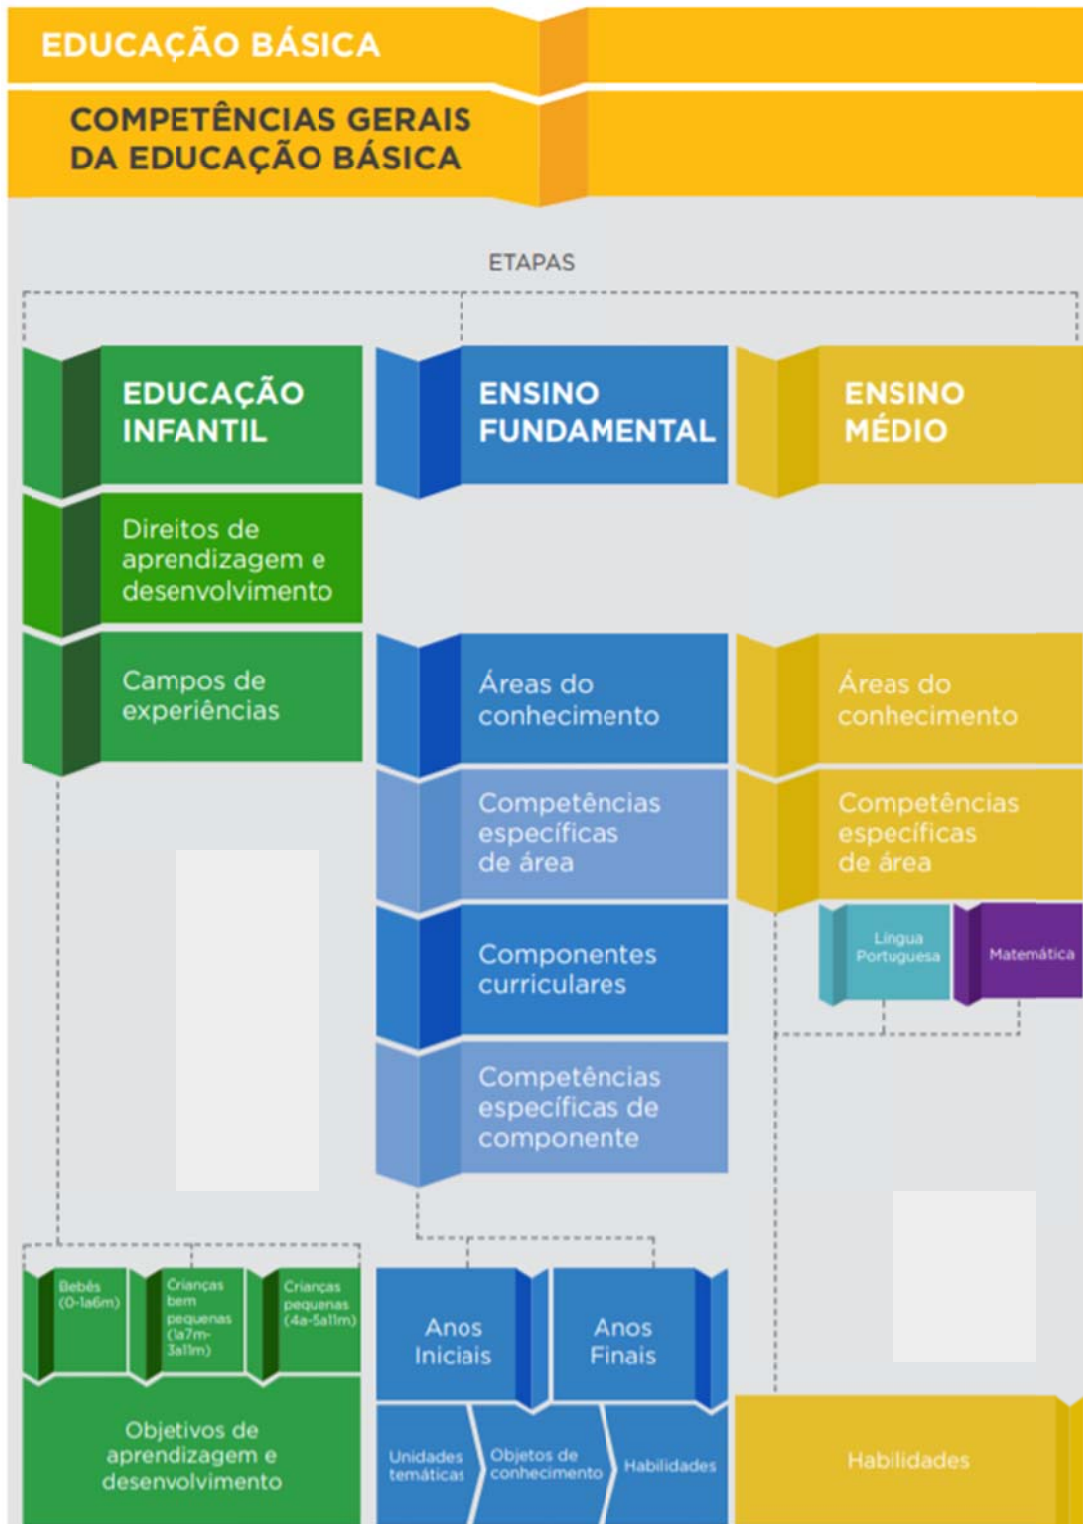 EDUCAÇÃO BÁSICA
COMPETÊNCIAS GERAIS
DA EDUCAÇÃO BÁSICA
ETAPAS
EDUCAÇÃO
INFANTIL
Direitos de
aprendizagem e
desenvolvimento
Campos de
experiências
Bebês
(0-1a6m)
Crianças
bem
pequenas
(1a7m-
3a11m)
Crianças
pequenas
(4a-5a11m)
Objetivos de
aprendizagem e
desenvolvimento
ENSINO
FUNDAMENTAL
Áreas do
conhecimento
Competências
específicas
de área
Componentes
curriculares
Competências
específicas de
componente
Anos
Iniciais
Anos
Finais
Unidades
temáticas
Objetos de
conhecimento
Habilidades
ENSINO
MÉDIO
Áreas do
conhecimento
Competências
específicas
de área
Língua
Portuguesa
Matemática
Habilidades